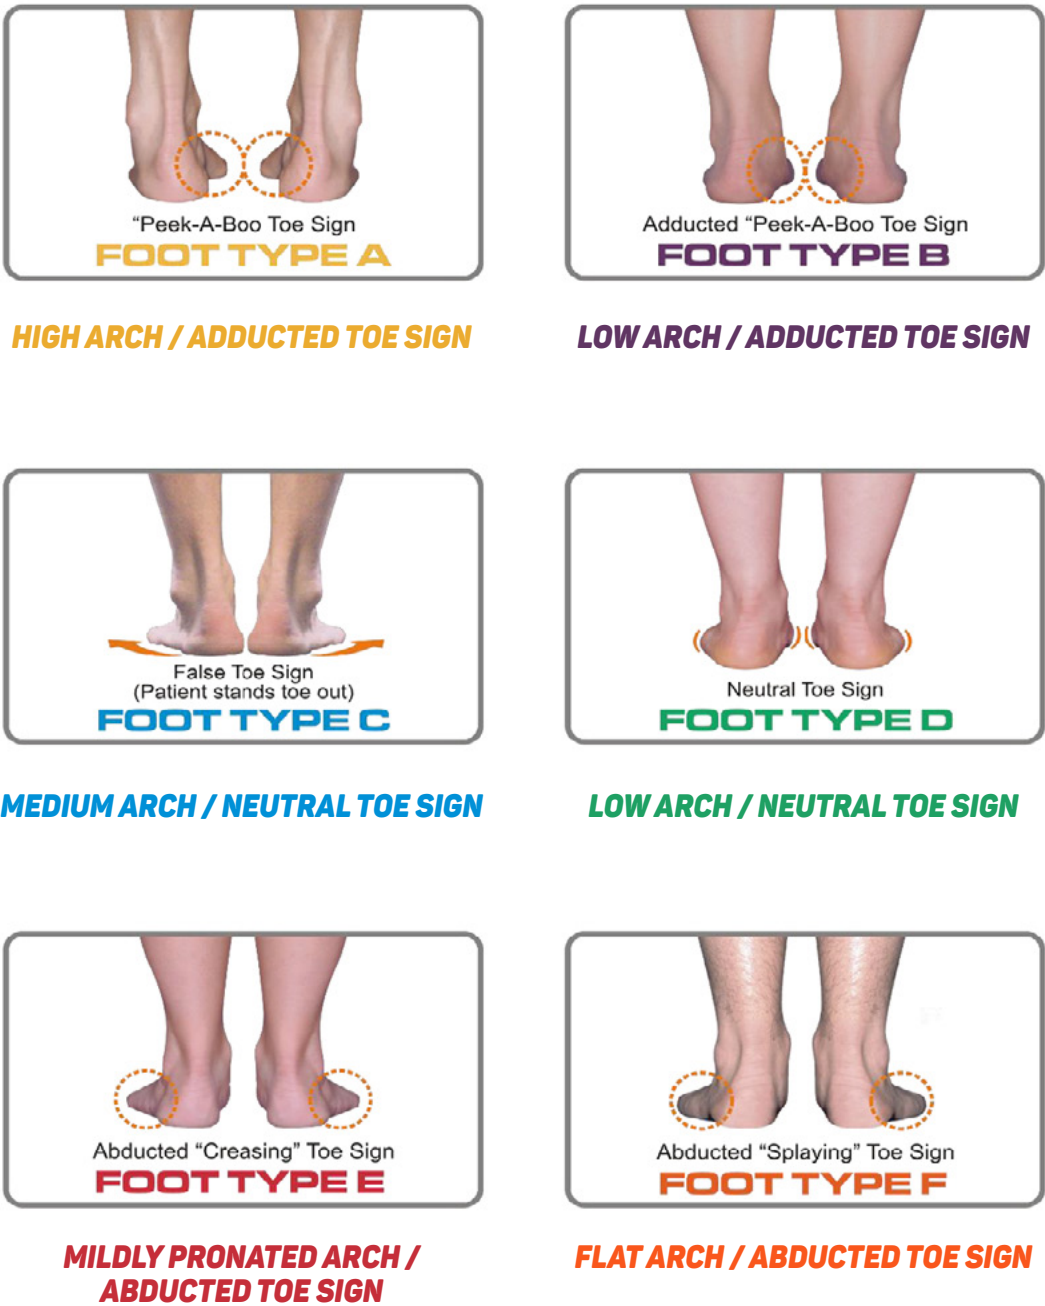 “Peek-A-Boo Toe Sign
FOOT TYPE A
HIGH ARCH / ADDUCTED TOE SIGN
Adducted “Peek-A-Boo Toe Sign
FOOT TYPE B
LOW ARCH / ADDUCTED TOE SIGN
False Toe Sign
(Patient stands toe out)
FOOT TYPE C
MEDIUM ARCH / NEUTRAL TOE SIGN
Neutral Toe Sign
FOOT TYPE D
LOW ARCH / NEUTRAL TOE SIGN
Abducted “Creasing” Toe Sign
FOOT TYPE E
MILDLY PRONATED ARCH /
ABDUCTED TOE SIGN
Abducted “Splaying” Toe Sign
FOOT TYPE F
FLAT ARCH / ABDUCTED TOE SIGN